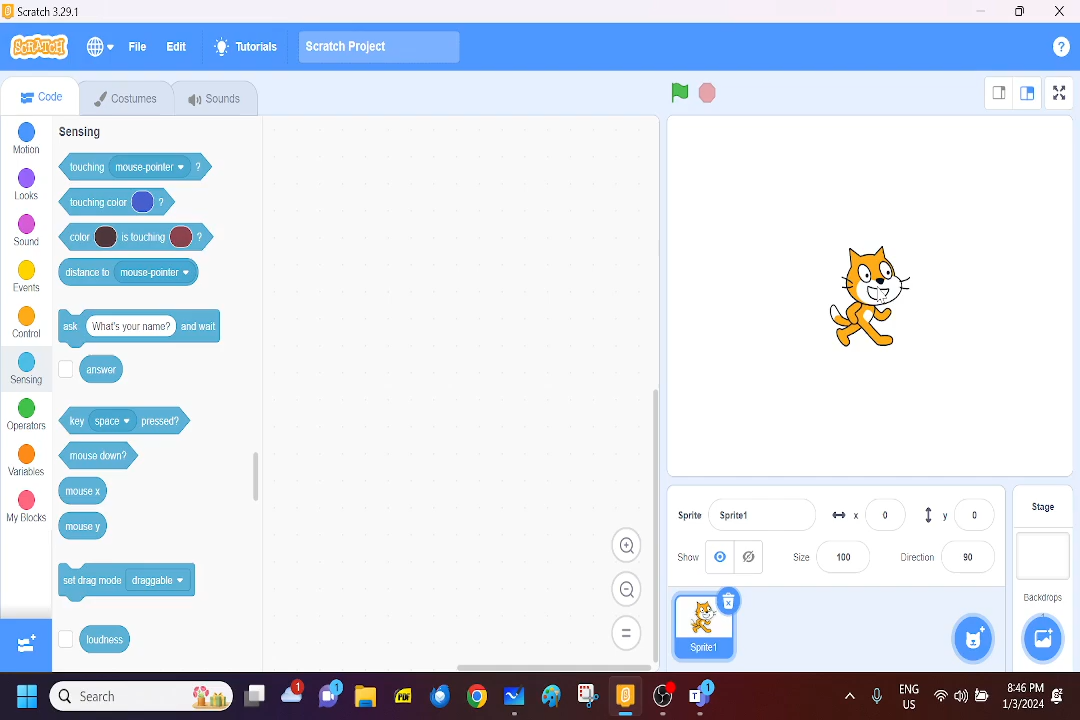 Scratch 3.29.1
SCRATCH
File
Edit
Tutorials
Scratch Project
?
Code
Costumes
Sounds
Motion
Looks
Sound
Events
Control
Sensing
Operators
Variables
My Blocks
Sensing
touching mouse-pointer ?
touching color ?
color is touching ?
distance to mouse-pointer
ask What's your name? and wait
answer
key space pressed?
mouse down?
mouse x
mouse y
set drag mode draggable
loudness
Sprite Sprite1 x 0 y 0
Show Size 100 Direction 90
Sprite1
Stage
Backdrops
Search
1
1
PDF
1
ENG
US
8:46 PM
1/3/2024